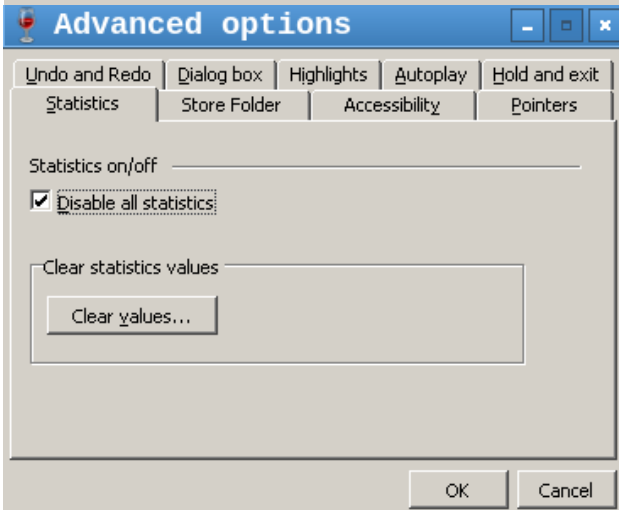 Advanced options
Undo and Redo Dialog box Highlights Autoplay Hold and exit
Statistics Store Folder Accessibility Pointers
Statistics on/off
Disable all statistics
Clear statistics values
Clear values...
OK Cancel